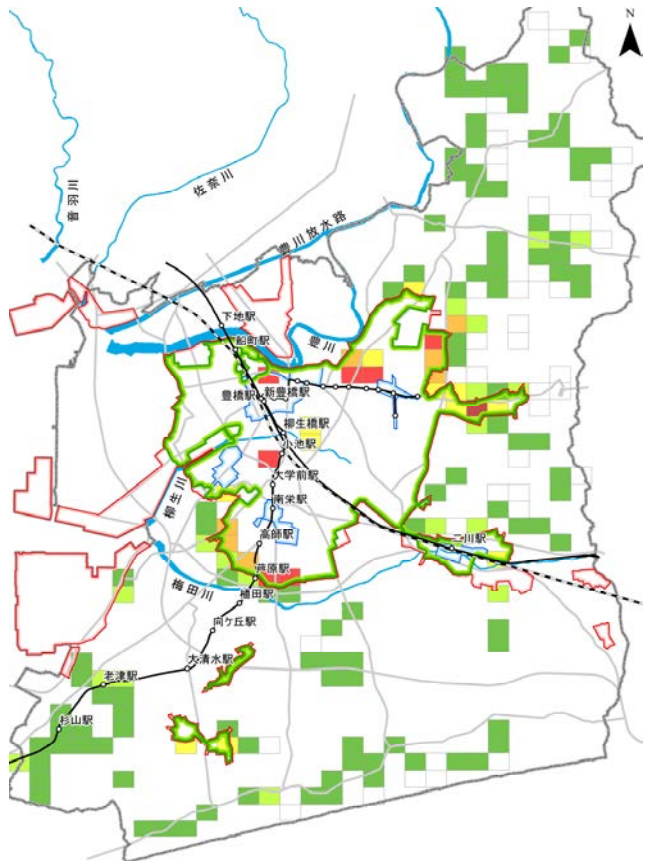 N
音羽川
佐奈川
豊川放水路
下地駅
船町駅
豊川
豊橋駅
新豊橋駅
柳生橋駅
小池駅
大学前駅
柳生川
南栄駅
高師駅
二川駅
芦原駅
梅田川
植田駅
向ケ丘駅
大清水駅
老津駅
杉山駅